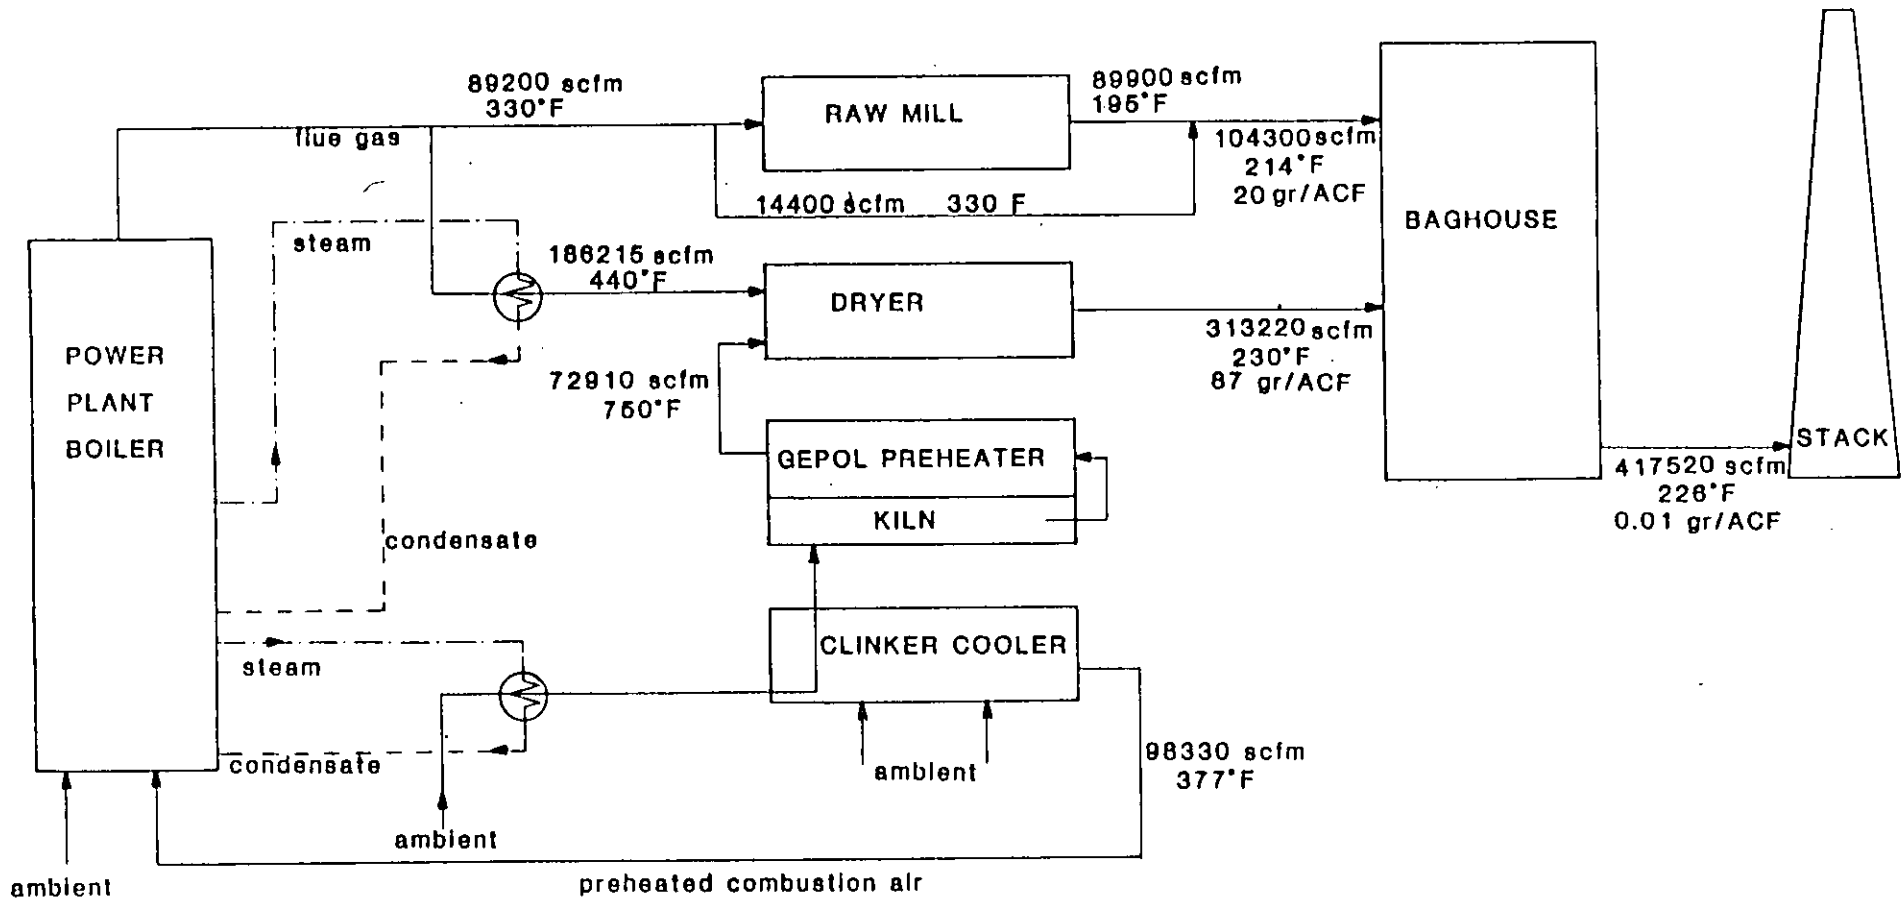 89200 scfm
330°F
RAW MILL
89900 scfm
195°F
flue gas
104300 scfm
214°F
20 gr/ACF
14400 scfm 330 F
BAGHOUSE
steam
186215 scfm
440°F
DRYER
313220 scfm
230°F
87 gr/ACF
POWER
PLANT
BOILER
72910 scfm
750°F
GEPOL PREHEATER
KILN
STACK
417520 scfm
226°F
0.01 gr/ACF
condensate
CLINKER COOLER
steam
condensate
ambient
98330 scfm
377°F
ambient
ambient
preheated combustion air